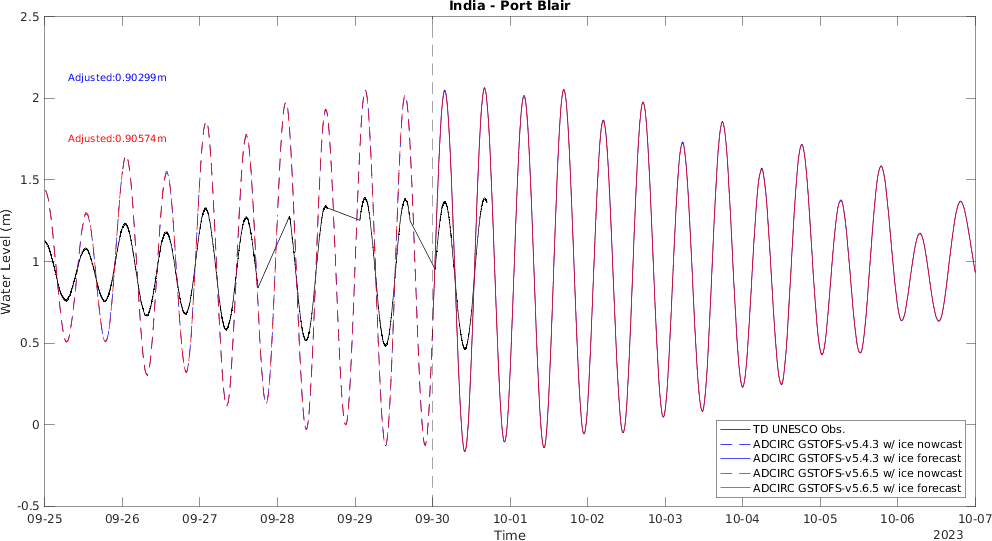 India - Port Blair
2.5
Adjusted:0.90299m
2
Adjusted:0.90574m
1.5
Water Level (m)
1
0.5
0
-0.5
TD UNESCO Obs.
ADCIRC GSTOFS-v5.4.3 w/ ice nowcast
ADCIRC GSTOFS-v5.4.3 w/ ice forecast
ADCIRC GSTOFS-v5.6.5 w/ ice nowcast
ADCIRC GSTOFS-v5.6.5 w/ ice forecast
09-25 09-26 09-27 09-28 09-29 09-30 10-01 10-02 10-03 10-04 10-05 10-06 10-07
Time
2023